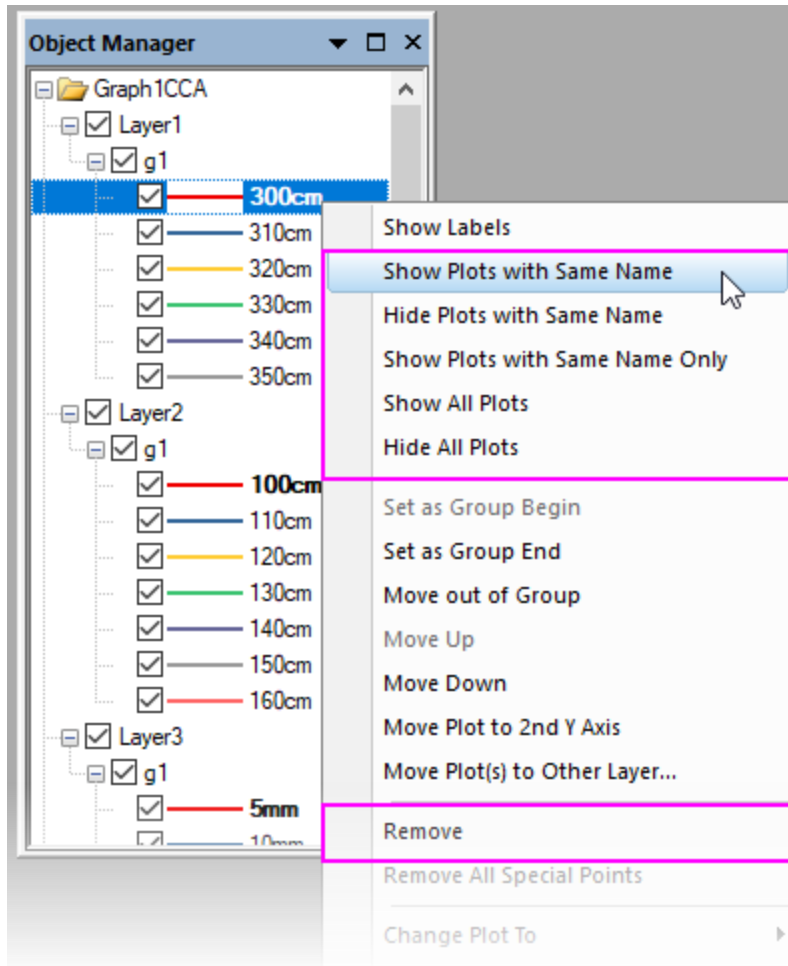 Object Manager
Graph1CCA
Layer1
g1
300cm
310cm
320cm
330cm
340cm
350cm
Layer2
g1
100cm
110cm
120cm
130cm
140cm
150cm
160cm
Layer3
g1
5mm
10mm
Show Labels
Show Plots with Same Name
Hide Plots with Same Name
Show Plots with Same Name Only
Show All Plots
Hide All Plots
Set as Group Begin
Set as Group End
Move out of Group
Move Up
Move Down
Move Plot to 2nd Y Axis
Move Plot(s) to Other Layer...
Remove
Remove All Special Points
Change Plot To